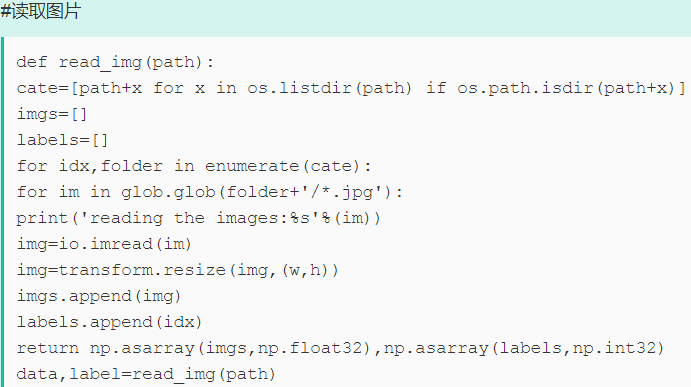 #读取图片
def read_img(path):
cate=[path+x for x in os.listdir(path) if os.path.isdir(path+x)]
imgs=[]
labels=[]
for idx,folder in enumerate(cate):
for im in glob.glob(folder+'/*.jpg'):
print('reading the images:%s'%(im))
img=io.imread(im)
img=transform.resize(img,(w,h))
imgs.append(img)
labels.append(idx)
return np.asarray(imgs,np.float32),np.asarray(labels,np.int32)
data,label=read_img(path)